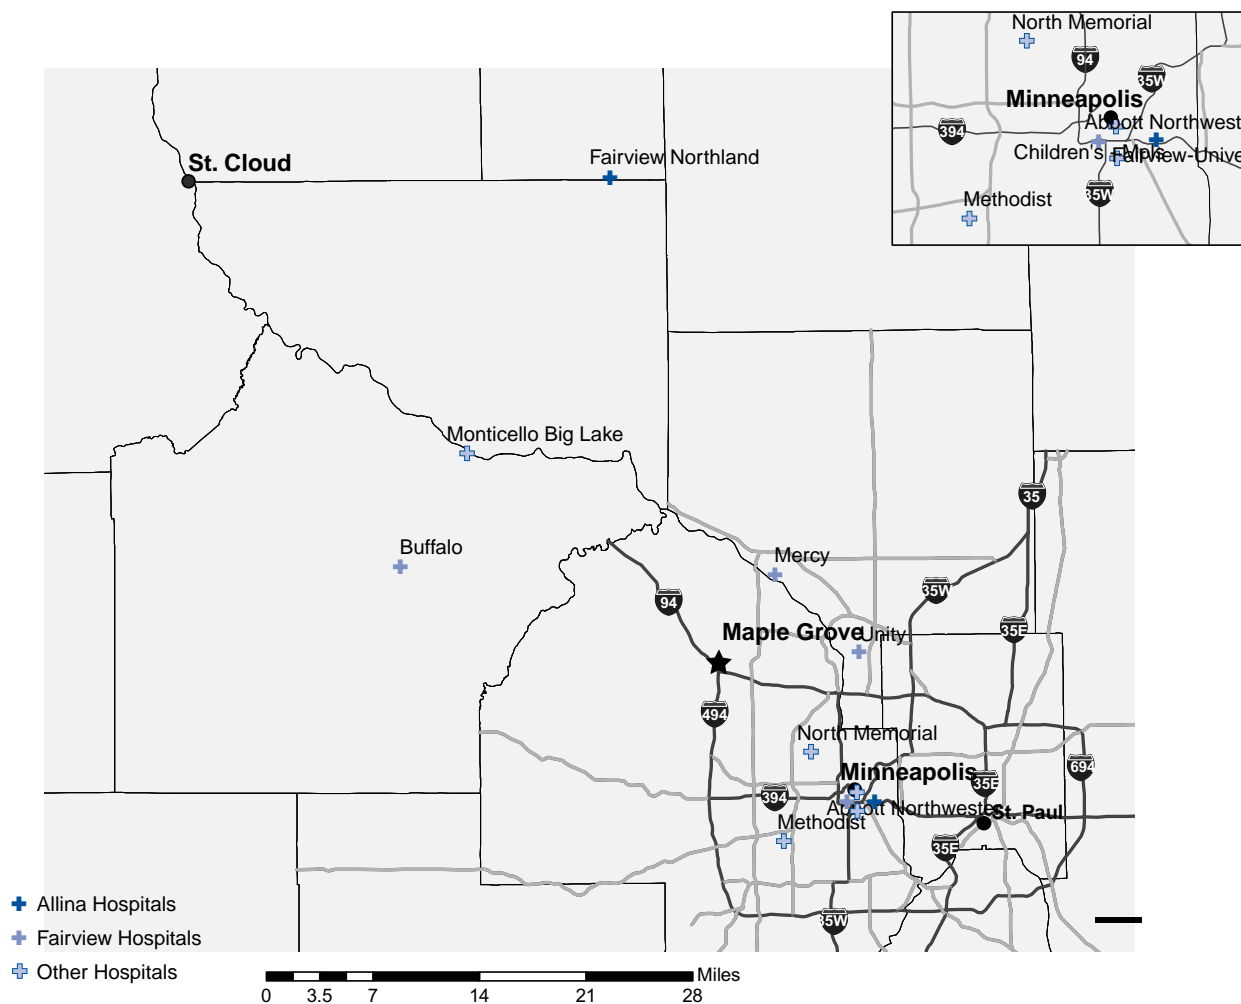 North Memorial
94
35W
Minneapolis
Abbott Northwest
394
Children's - Mpls
Fairview-Unive
35W
Methodist
St. Cloud
Fairview Northland
Monticello Big Lake
35
Buffalo
Mercy
94
35W
Maple Grove
Unity
35E
494
North Memorial
694
Minneapolis
35E
394
Abbott Northwester
St. Paul
Methodist
35E
35W
Allina Hospitals
Fairview Hospitals
Other Hospitals
Miles
0 3.5 7 14 21 28